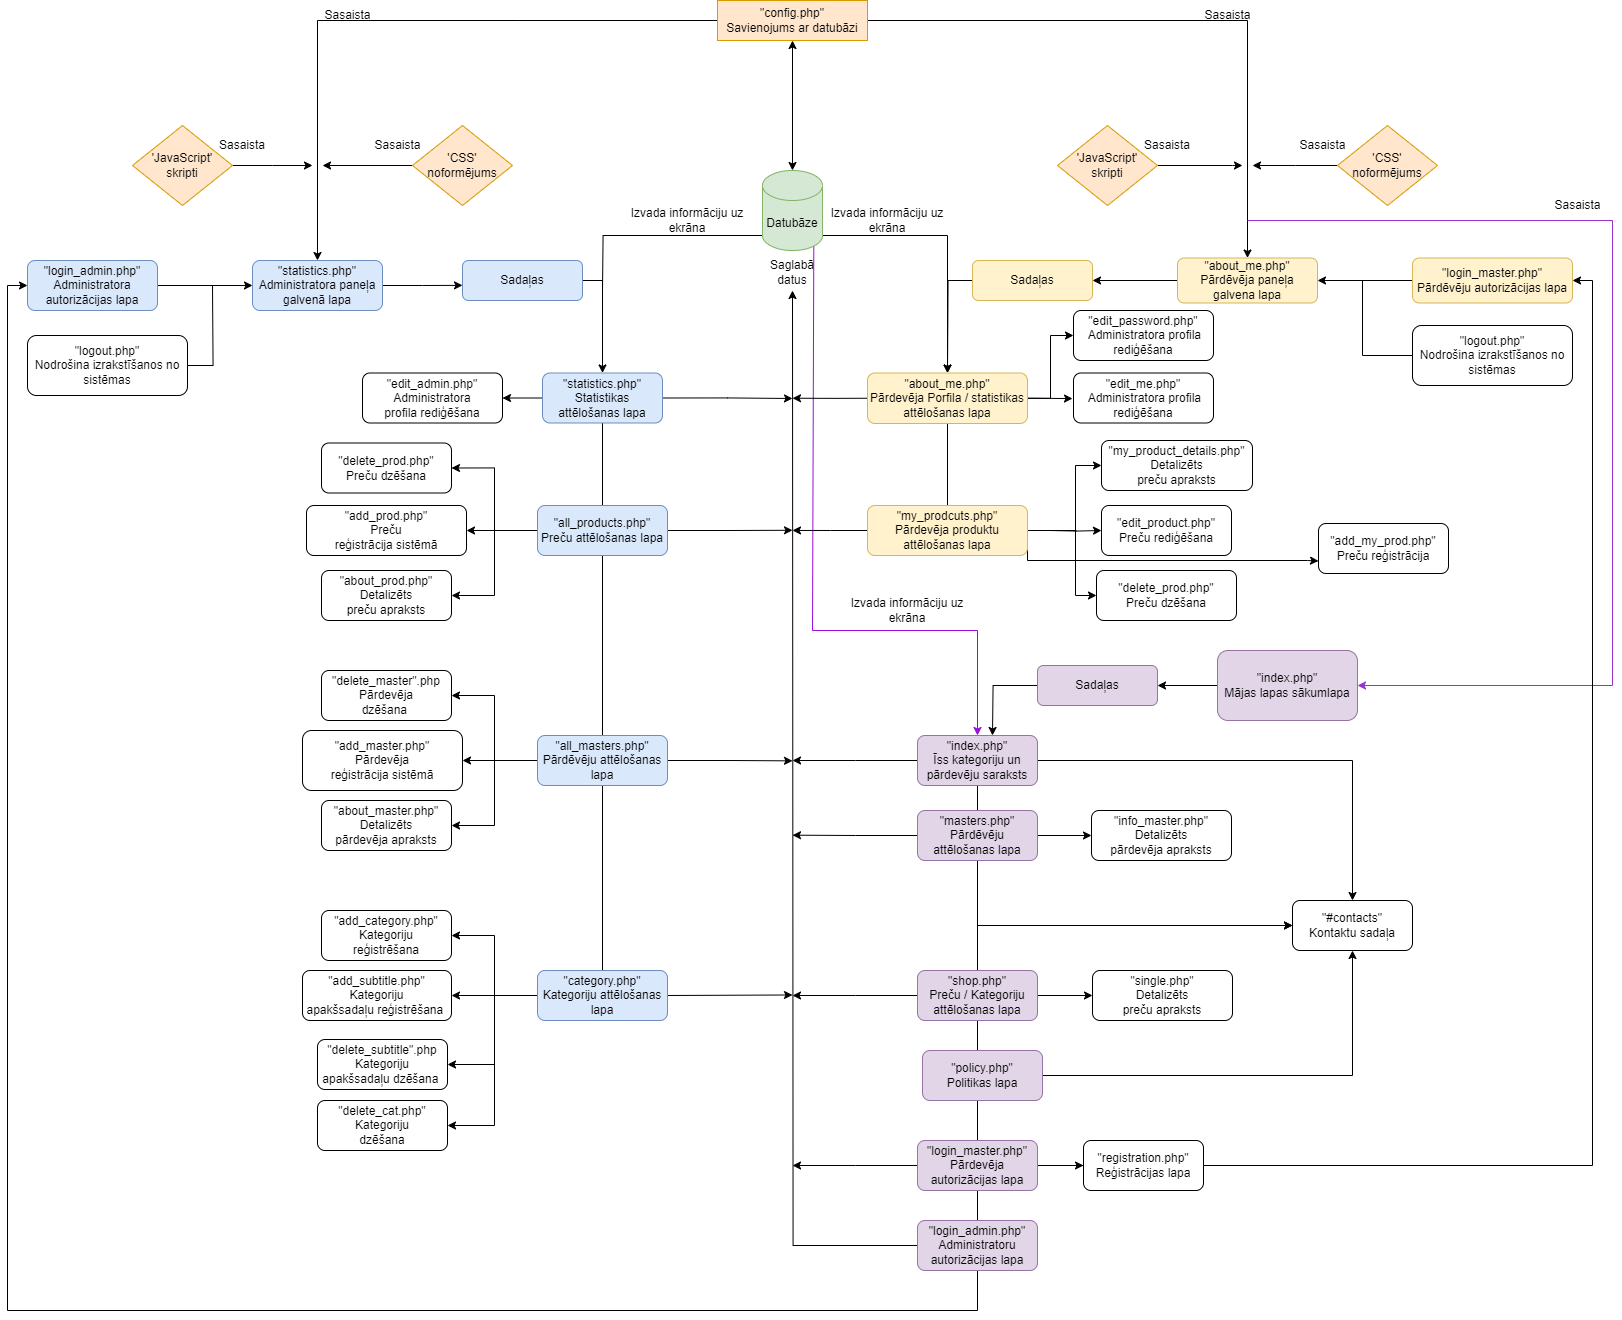 "config.php"
Savienojums ar datubāzi
Sasaista
Sasaista
'JavaScript'
skripti
Sasaista
Sasaista
'CSS'
noformējums
'JavaScript'
skripti
Sasaista
Sasaista
'CSS'
noformējums
Datubāze
Izvada informāciju uz
ekrāna
Izvada informāciju uz
ekrāna
Sasaista
Saglabā
datus
"login_admin.php"
Administratora
autorizācijas lapa
"statistics.php"
Administratora paneļa
galvenā lapa
Sadaļas
Sadaļas
"about_me.php"
Pārdēvēja paneļa
galvena lapa
"login_master.php"
Pārdēvēju autorizācijas lapa
"logout.php"
Nodrošina izrakstīšanos no
sistēmas
"logout.php"
Nodrošina izrakstīšanos no
sistēmas
"edit_password.php"
Administratora profila
rediģēšana
"edit_admin.php"
Administratora
profila rediģēšana
"statistics.php"
Statistikas
attēlošanas lapa
"about_me.php"
Pārdevēja Porfila / statistikas
attēlošanas lapa
"edit_me.php"
Administratora profila
rediģēšana
"delete_prod.php"
Preču dzēšana
"my_product_details.php"
Detalizēts
preču apraksts
"add_prod.php"
Preču
reģistrācija sistēmā
"all_products.php"
Preču attēlošanas lapa
"my_prodcuts.php"
Pārdevēja produktu
attēlošanas lapa
"edit_product.php"
Preču rediģēšana
"add_my_prod.php"
Preču reģistrācija
"about_prod.php"
Detalizēts
preču apraksts
"delete_prod.php"
Preču dzēšana
Izvada informāciju uz
ekrāna
"delete_master".php
Pārdevēja
dzēšana
Sadaļas
"index.php"
Mājas lapas sākumlapa
"add_master.php"
Pārdevēja
reģistrācija sistēmā
"all_masters.php"
Pārdēvēju attēlošanas
lapa
"index.php"
Īss kategoriju un
pārdevēju saraksts
"about_master.php"
Detalizēts
pārdevēja apraksts
"masters.php"
Pārdēvēju
attēlošanas lapa
"info_master.php"
Detalizēts
pārdevēja apraksts
"add_category.php"
Kategoriju
reģistrēšana
"#contacts"
Kontaktu sadaļa
"add_subtitle.php"
Kategoriju
apakšsadaļu reģistrēšana
"category.php"
Kategoriju attēlošanas
lapa
"shop.php"
Preču / Kategoriju
attēlošanas lapa
"single.php"
Detalizēts
preču apraksts
"delete_subtitle".php
Kategoriju
apakšsadaļu dzēšana
"policy.php"
Politikas lapa
"delete_cat.php"
Kategoriju
dzēšana
"login_master.php"
Pārdevēja
autorizācijas lapa
"registration.php"
Reģistrācijas lapa
"login_admin.php"
Administratoru
autorizācijas lapa